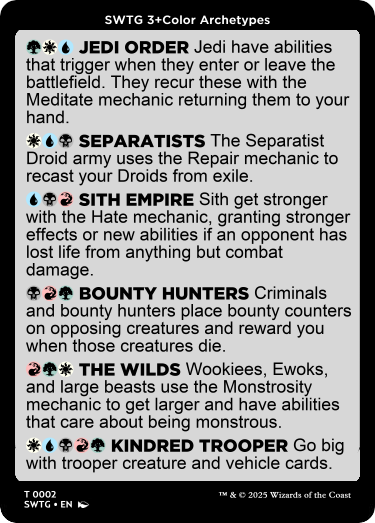 SWTG 3+Color Archetypes
JEDI ORDER Jedi have abilities
that trigger when they enter or leave the
battlefield. They recur these with the
Meditate mechanic returning them to your
hand.
SEPARATISTS The Separatist
Droid army uses the Repair mechanic to
recast your Droids from exile.
SITH EMPIRE Sith get stronger
with the Hate mechanic, granting stronger
effects or new abilities if an opponent has
lost life from anything but combat
damage.
BOUNTY HUNTERS Criminals
and bounty hunters place bounty counters
on opposing creatures and reward you
when those creatures die.
THE WILDS Wookiees, Ewoks,
and large beasts use the Monstrosity
mechanic to get larger and have abilities
that care about being monstrous.
KINDRED TROOPER Go big
with trooper creature and vehicle cards.
T 0002
SWTG • EN
™ & © 2025 Wizards of the Coast